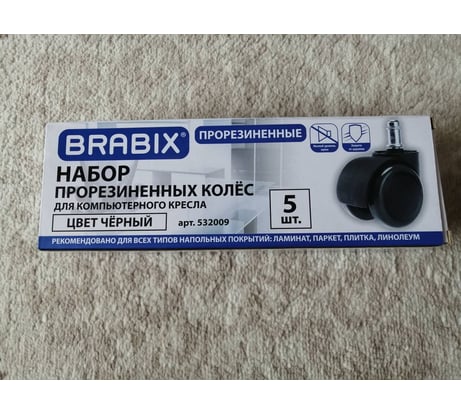 BRABIX®
ПРОРЕЗИНЕННЫЕ
НАБОР
ПРОРЕЗИНЕННЫХ КОЛЁС
ДЛЯ КОМПЬЮТЕРНОГО КРЕСЛА
ЦВЕТ ЧЁРНЫЙ
арт. 532009
5
шт.
РЕКОМЕНДОВАНО ДЛЯ ВСЕХ ТИПОВ НАПОЛЬНЫХ ПОКРЫТИЙ: ЛАМИНАТ, ПАРКЕТ, ПЛИТКА, ЛИНОЛЕУМ